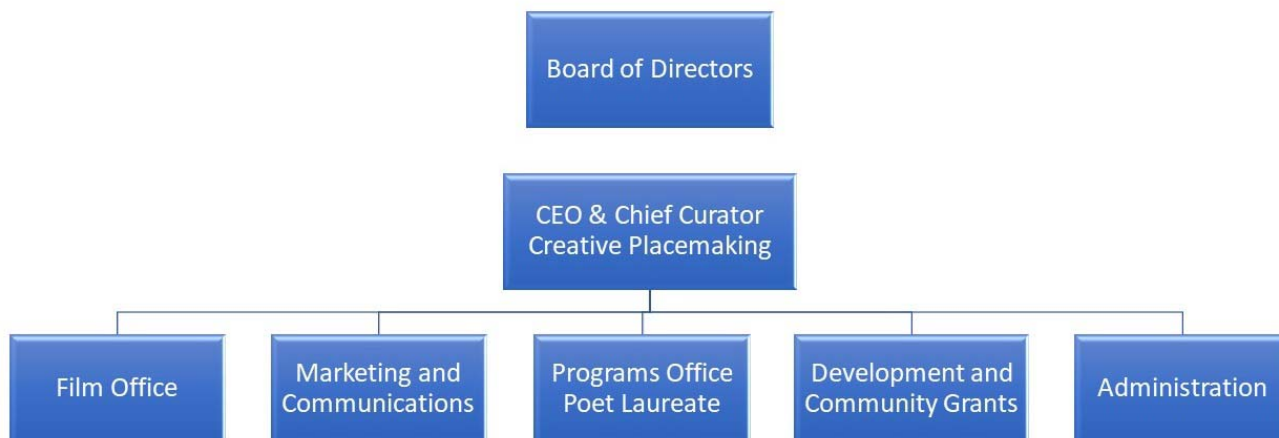 Board of Directors
CEO & Chief Curator
Creative Placemaking
Film Office
Marketing and
Communications
Programs Office
Poet Laureate
Development and
Community Grants
Administration